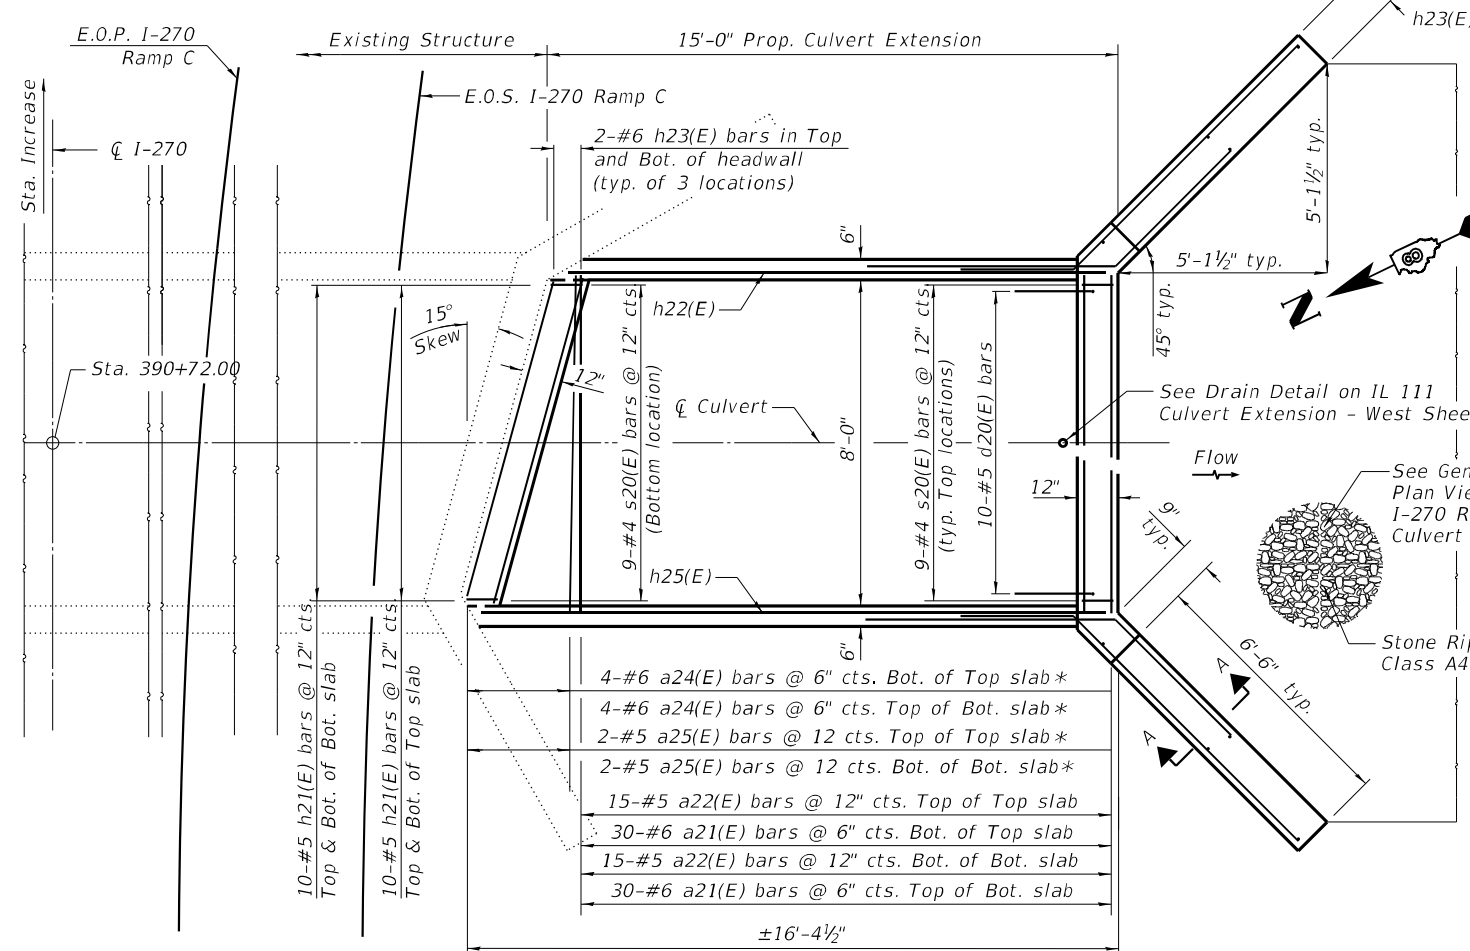 h23(E)
E.O.P. I-270
Ramp C
Existing Structure
15'-0" Prop. Culvert Extension
E.O.S. I-270 Ramp C
Sta. Increase
℄ I-270
2-#6 h23(E) bars in Top
and Bot. of headwall
(typ. of 3 locations)
5'-1½" typ.
6"
5'-1½" typ.
45° typ.
N
h22(E)
15°
Skew
Sta. 390+72.00
12"
9-#4 s20(E) bars @ 12" cts.
(Bottom location)
℄ Culvert
8'-0"
9-#4 s20(E) bars @ 12" cts.
(typ. Top locations)
10-#5 d20(E) bars
See Drain Detail on IL 111
Culvert Extension - West Shee
Flow
12"
9"
typ.
See Gen
Plan Vie
I-270 R
Culvert
h25(E)
6"
6'-6"
typ.
A
A
Stone Rip
Class A4
10-#5 h21(E) bars @ 12" cts.
Top & Bot. of Bot. slab
10-#5 h21(E) bars @ 12" cts.
Top & Bot. of Top slab
4-#6 a24(E) bars @ 6" cts. Bot. of Top slab*
4-#6 a24(E) bars @ 6" cts. Top of Bot. slab*
2-#5 a25(E) bars @ 12 cts. Top of Top slab*
2-#5 a25(E) bars @ 12 cts. Bot. of Bot. slab*
15-#5 a22(E) bars @ 12" cts. Top of Top slab
30-#6 a21(E) bars @ 6" cts. Bot. of Top slab
15-#5 a22(E) bars @ 12" cts. Bot. of Bot. slab
30-#6 a21(E) bars @ 6" cts. Top of Bot. slab
±16'-4½"